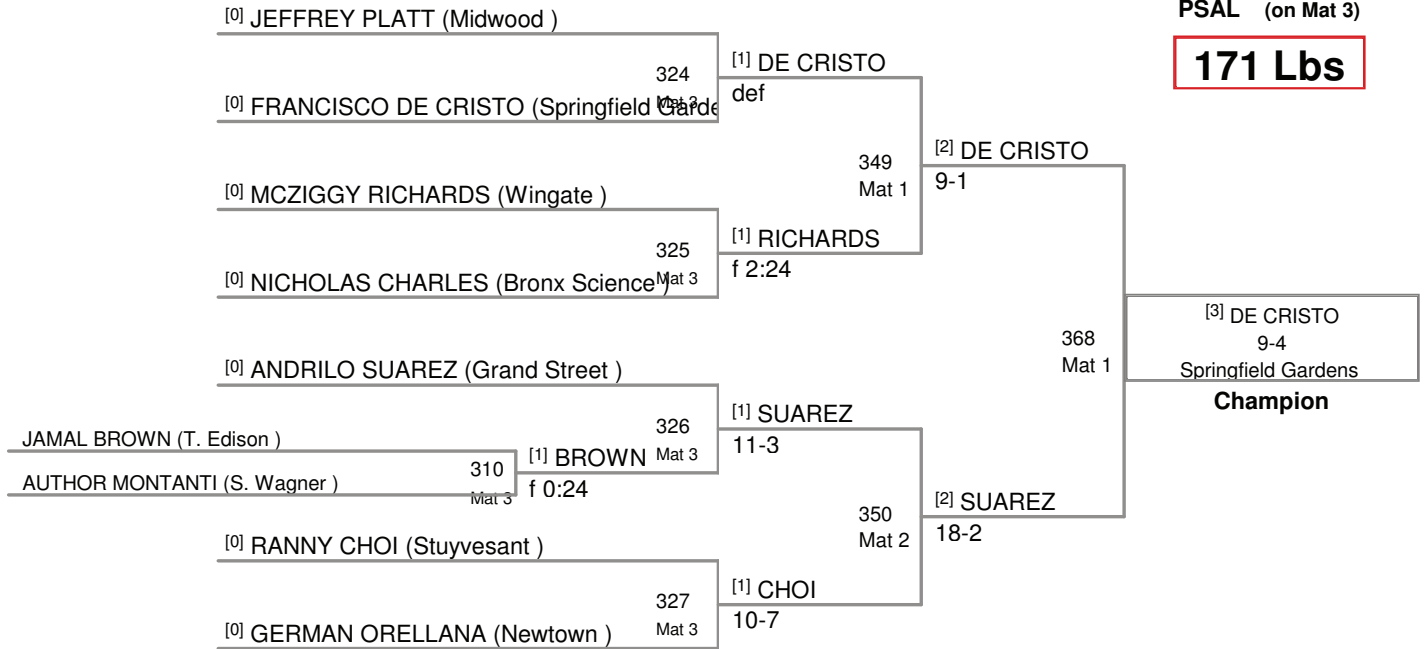 [0] JEFFREY PLATT (Midwood )
PSAL (on Mat 3)
171 Lbs
324
Mat 3
[1] DE CRISTO
def
[0] FRANCISCO DE CRISTO (Springfield Garde
349
Mat 1
[2] DE CRISTO
9-1
[0] MCZIGGY RICHARDS (Wingate )
325
Mat 3
[1] RICHARDS
f 2:24
[0] NICHOLAS CHARLES (Bronx Science )
368
Mat 1
[3] DE CRISTO
9-4
Springfield Gardens
Champion
[0] ANDRILO SUAREZ (Grand Street )
326
Mat 3
[1] SUAREZ
11-3
JAMAL BROWN (T. Edison )
310
Mat 3
[1] BROWN
f 0:24
AUTHOR MONTANTI (S. Wagner )
350
Mat 2
[2] SUAREZ
18-2
[0] RANNY CHOI (Stuyvesant )
327
Mat 3
[1] CHOI
10-7
[0] GERMAN ORELLANA (Newtown )